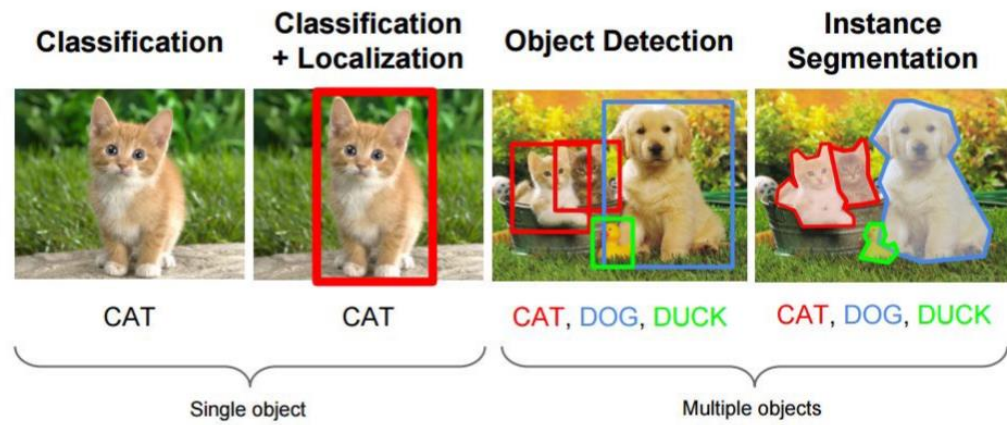 Classification
Classification
+ Localization
Object Detection
Instance
Segmentation
CAT
CAT
CAT, DOG, DUCK
CAT, DOG, DUCK
Single object
Multiple objects